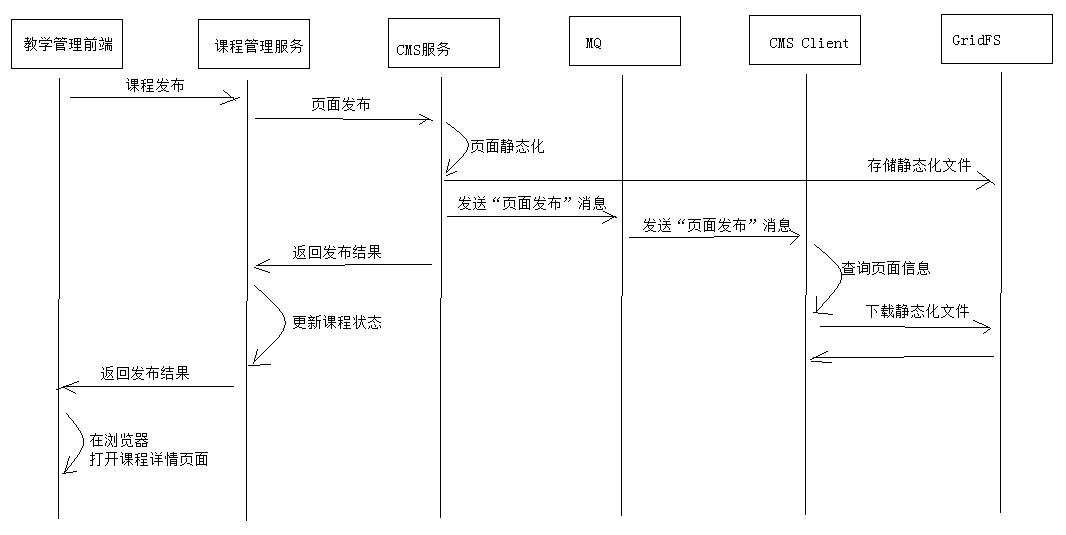 教学管理前端
课程管理服务
CMS服务
MQ
CMS Client
GridFS
课程发布
页面发布
页面静态化
存储静态化文件
发送“页面发布”消息
发送“页面发布”消息
返回发布结果
查询页面信息
下载静态化文件
更新课程状态
返回发布结果
在浏览器
打开课程详情页面